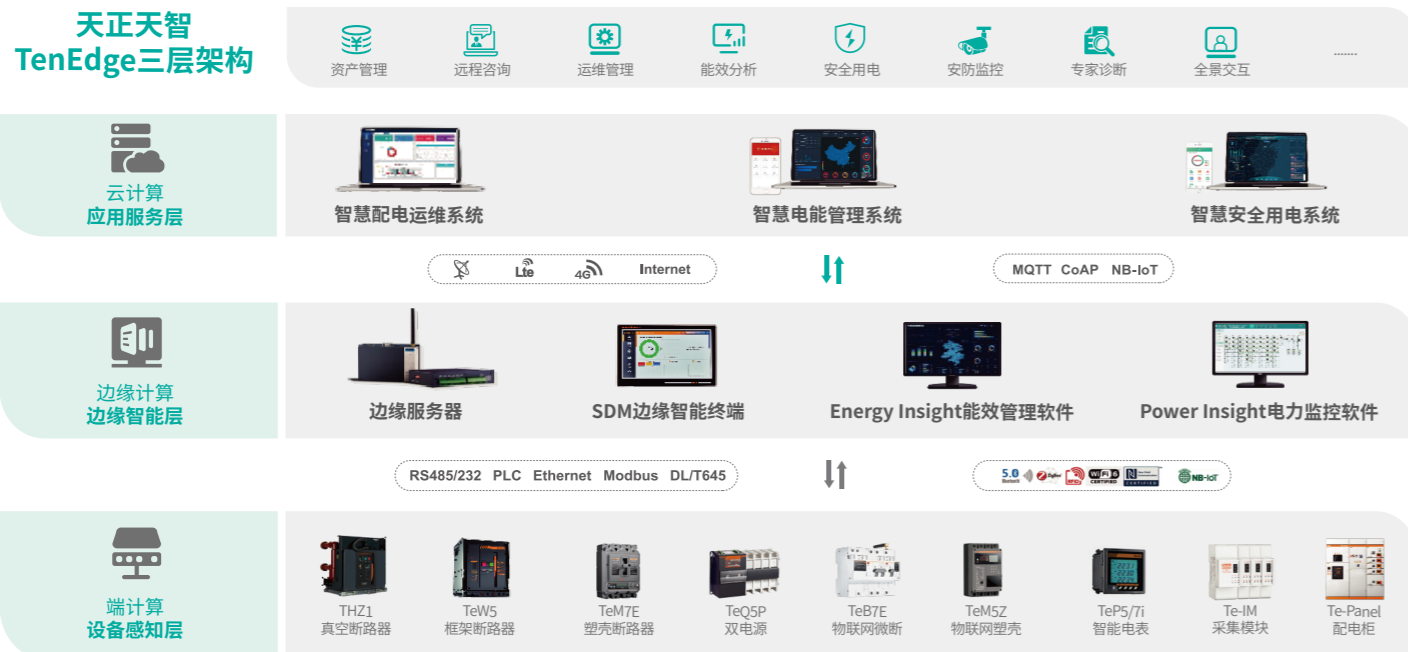 天正天智
TenEdge三层架构
资产管理
远程咨询
运维管理
能效分析
安全用电
安防监控
专家诊断
全景交互
.......
云计算
应用服务层
智慧配电运维系统
智慧电能管理系统
智慧安全用电系统
Lte
4G
Internet
MQTT CoAP NB-IoT
边缘计算
边缘智能层
边缘服务器
SDM边缘智能终端
Energy Insight能效管理软件
Power Insight电力监控软件
RS485/232 PLC Ethernet Modbus DL/T645
5.0
Bluetooth
ZigBee
RFID
WiFi 6
CERTIFIED
CERTIFIED
NB-IoT
端计算
设备感知层
THZ1
真空断路器
TeW5
框架断路器
TeM7E
塑壳断路器
TeQ5P
双电源
TeB7E
物联网微断
TeM5Z
物联网塑壳
TeP5/7i
智能电表
Te-IM
采集模块
Te-Panel
配电柜